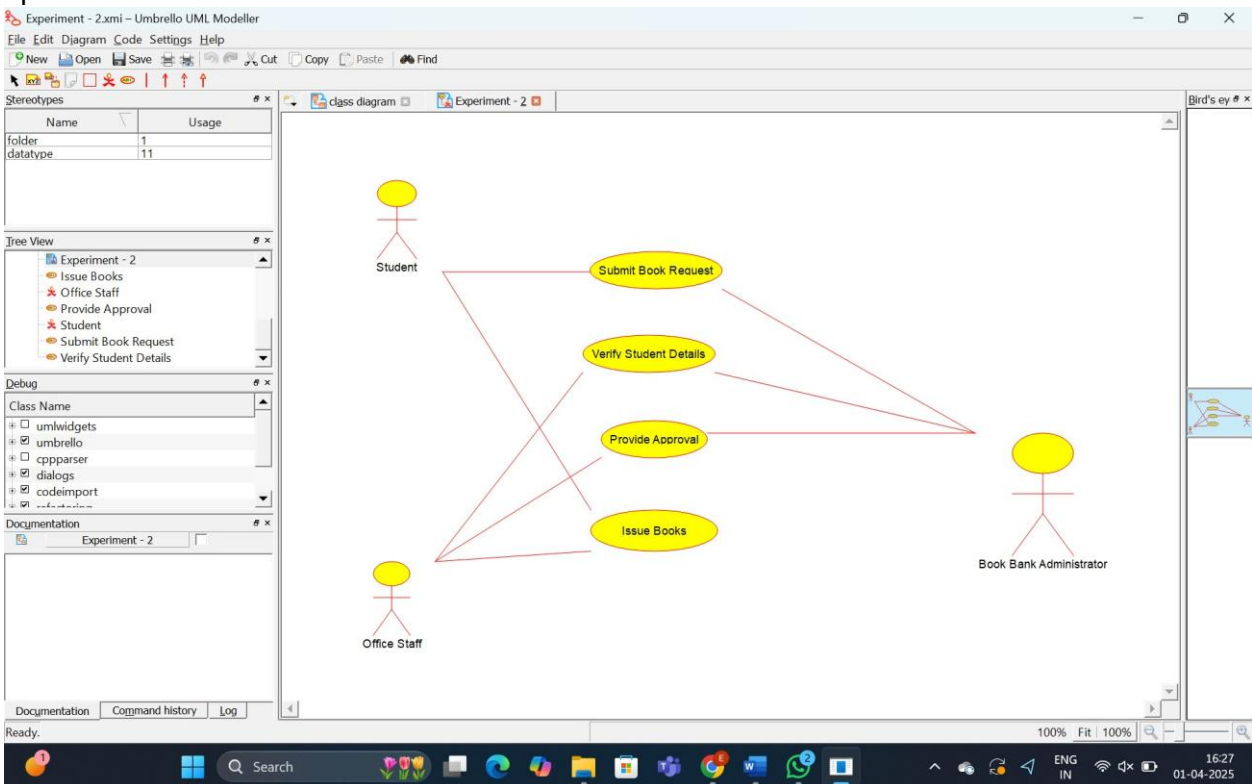 Experiment - 2.xmi – Umbrello UML Modeller
File Edit Diagram Code Settings Help
New Open Save Cut Copy Paste Find
Stereotypes
Name Usage
folder 1
datatype 11
Tree View
Experiment - 2
Issue Books
Office Staff
Provide Approval
Student
Submit Book Request
Verify Student Details
Debug
Class Name
umlwidgets
umbrello
cppparser
dialogs
codeimport
Documentation
Experiment - 2
Documentation Command history Log
Ready.
class diagram Experiment - 2
Student
Submit Book Request
Verify Student Details
Provide Approval
Issue Books
Office Staff
Book Bank Administrator
Bird's ey
100% Fit 100%
1
Search
2
ENG
IN
16:27
01-04-2025